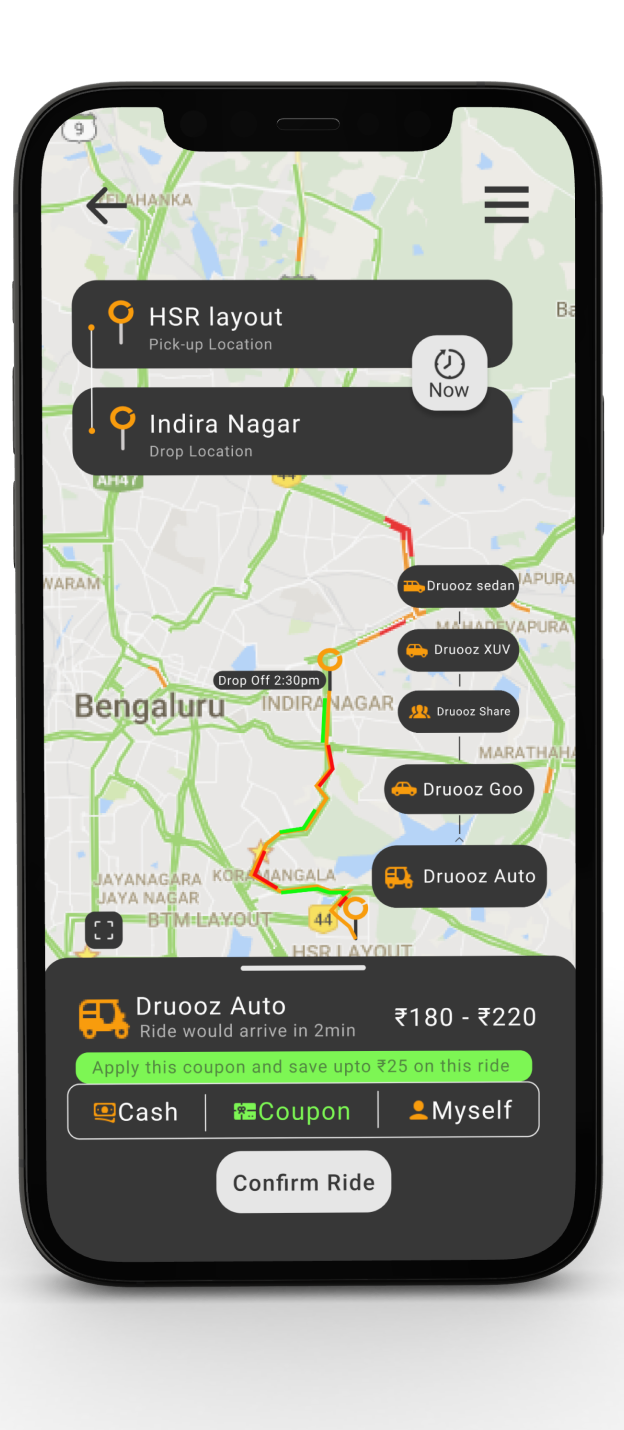 9
ELAHANKA
HSR layout
Pick-up Location
Ba
Now
Indira Nagar
Drop Location
AH47
44
WARAM
Druooz sedan
JAPURA
MAHADEVAPURA
Druooz XUV
Drop Off 2:30pm
Bengaluru
INDIRANAGAR
Druooz Share
MARATHAHA
Druooz Goo
JAYANAGARA
JAYA NAGAR
KORAMANGALA
Druooz Auto
BTM LAYOUT
44
HSR LAYOUT
Druooz Auto
Ride would arrive in 2min
₹180 - ₹220
Apply this coupon and save upto ₹25 on this ride
Cash
Coupon
Myself
Confirm Ride